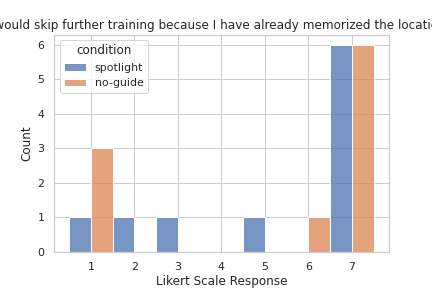 would skip further training because I have already memorized the locati
condition
spotlight
no-guide
Count
6
5
4
3
2
1
0
1 2 3 4 5 6 7
Likert Scale Response